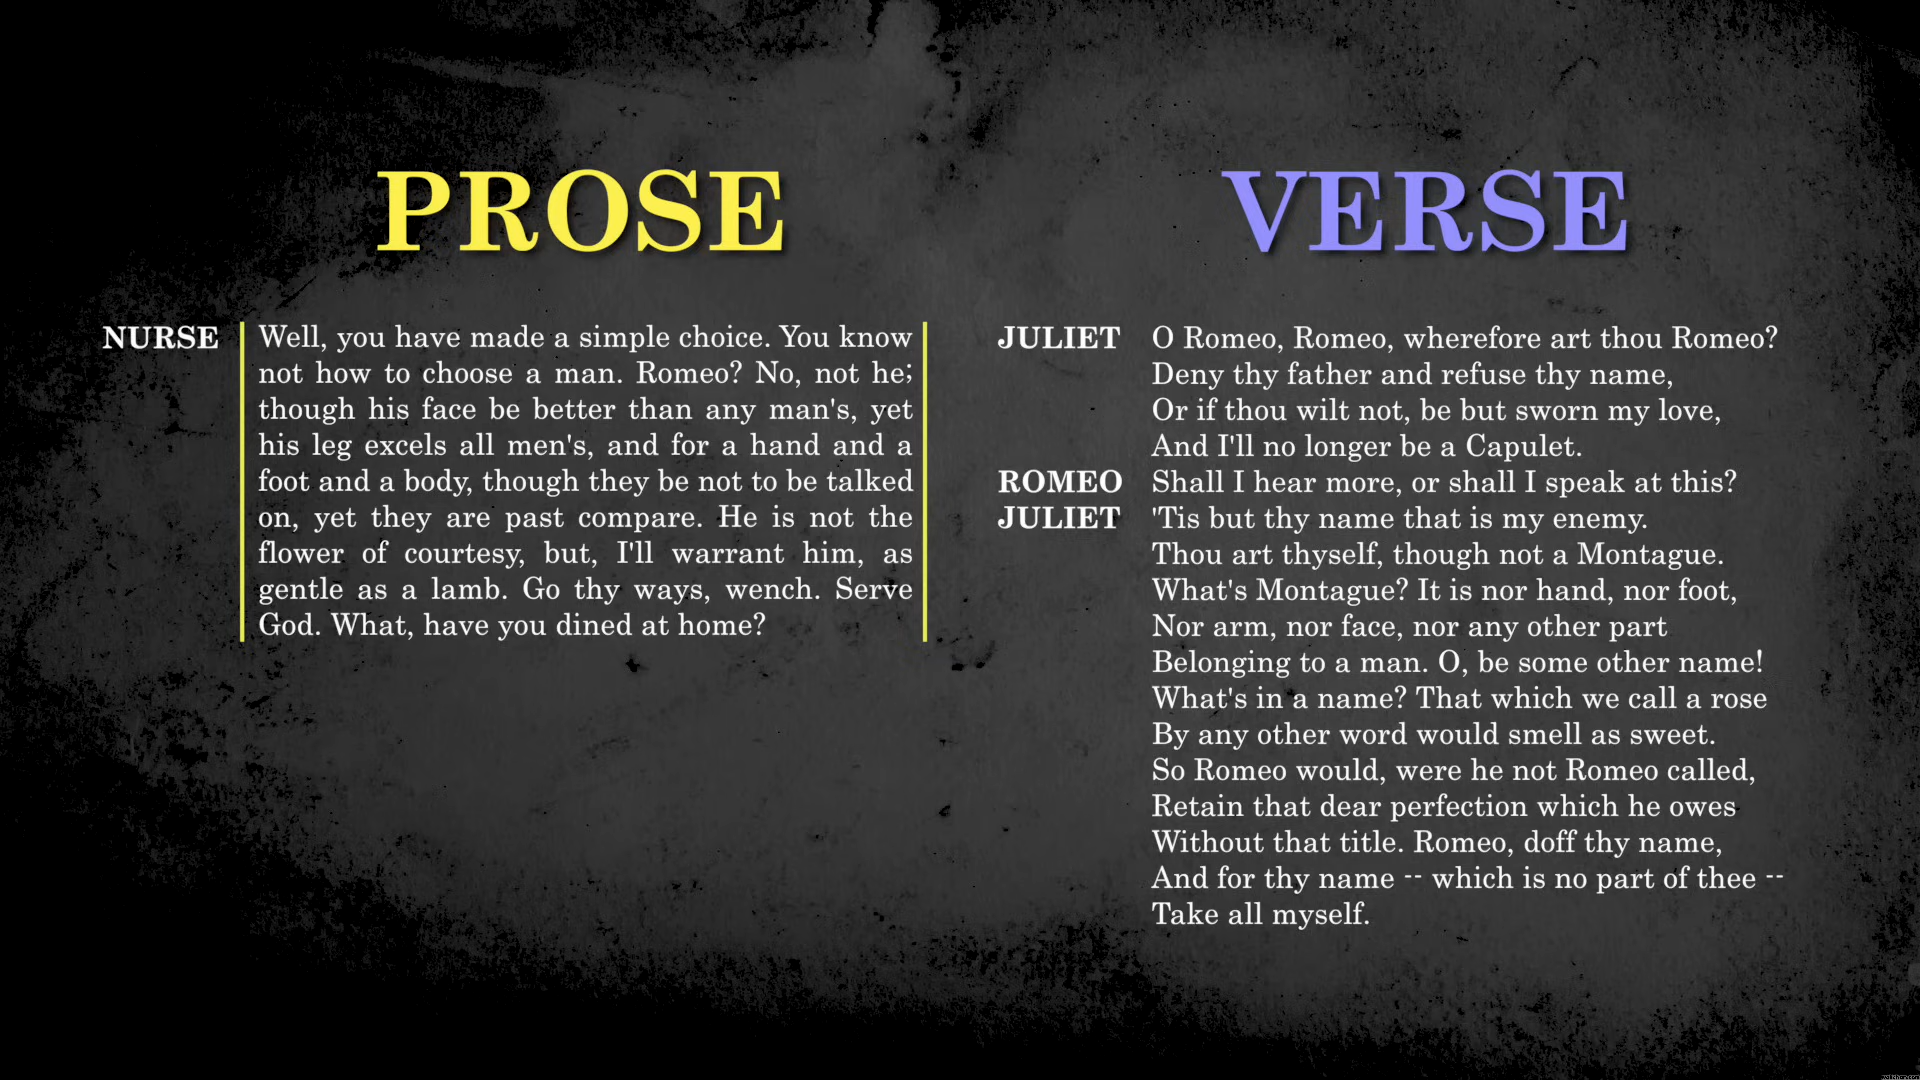 PROSE
NURSE Well, you have made a simple choice. You know
not how to choose a man. Romeo? No, not he;
though his face be better than any man's, yet
his leg excels all men's, and for a hand and a
foot and a body, though they be not to be talked
on, yet they are past compare. He is not the
flower of courtesy, but, I'll warrant him, as
gentle as a lamb. Go thy ways, wench. Serve
God. What, have you dined at home?
VERSE
JULIET O Romeo, Romeo, wherefore art thou Romeo?
Deny thy father and refuse thy name,
Or if thou wilt not, be but sworn my love,
And I'll no longer be a Capulet.
ROMEO Shall I hear more, or shall I speak at this?
JULIET 'Tis but thy name that is my enemy.
Thou art thyself, though not a Montague.
What's Montague? It is nor hand, nor foot,
Nor arm, nor face, nor any other part
Belonging to a man. O, be some other name!
What's in a name? That which we call a rose
By any other word would smell as sweet.
So Romeo would, were he not Romeo called,
Retain that dear perfection which he owes
Without that title. Romeo, doff thy name,
And for thy name -- which is no part of thee --
Take all myself.